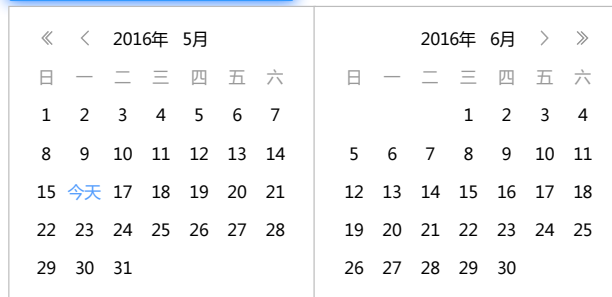 《 〈 2016年 5月
日 一 二 三 四 五 六
1 2 3 4 5 6 7
8 9 10 11 12 13 14
15 今天 17 18 19 20 21
22 23 24 25 26 27 28
29 30 31
2016年 6月 〉 》
日 一 二 三 四 五 六
1 2 3 4
5 6 7 8 9 10 11
12 13 14 15 16 17 18
19 20 21 22 23 24 25
26 27 28 29 30